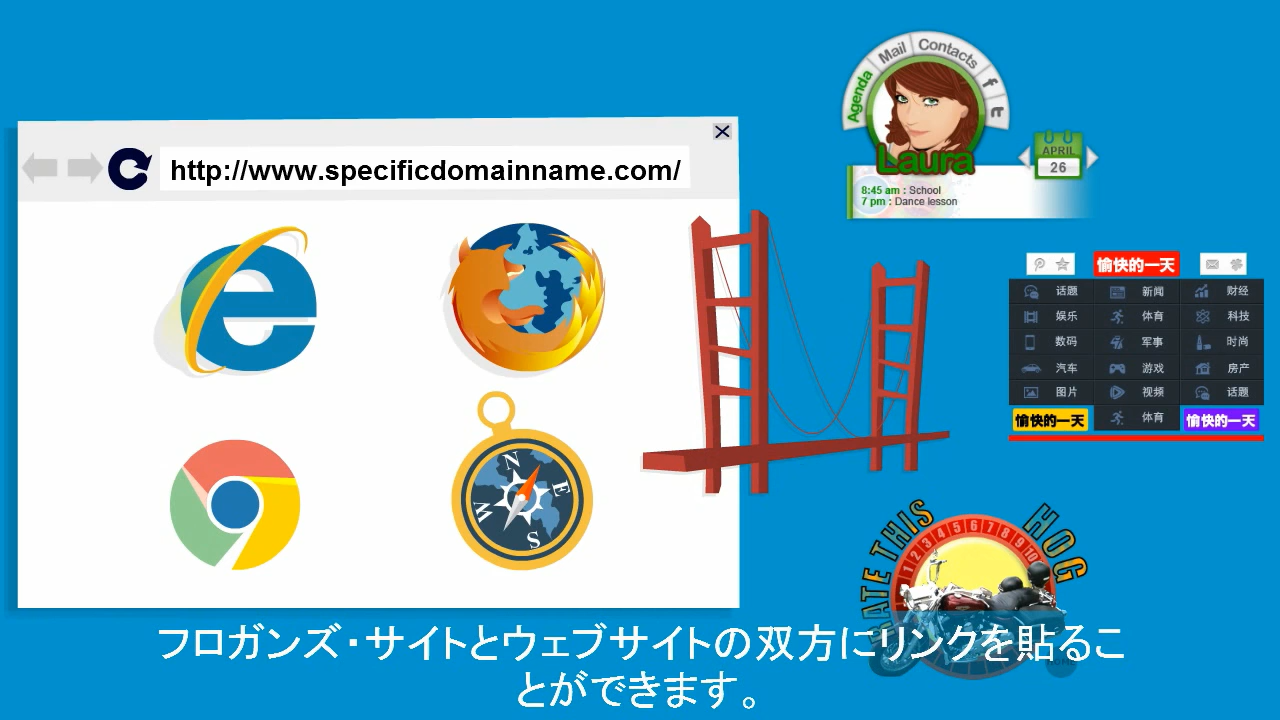 http://www.specificdomainname.com/
N
E
S
W
Agenda
Mail
Contacts
f
t
Laura
APRIL
26
8:45 am : School
7 pm : Dance lesson
愉快的一天
话题 新闻 财经
娱乐 体育 科技
数码 军事 时尚
汽车 游戏 房产
图片 视频 话题
愉快的一天 体育 愉快的一天
RATE THIS HOG
1 2 3 4 5 6 7 8 9 10
フロガンズ・サイトとウェブサイトの双方にリンクを貼るこ
とができます。